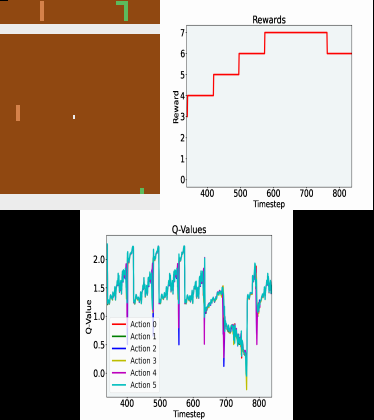 Rewards
7
6
5
4
3
2
1
0
Reward
400 500 600 700 800
Timestep
Q-Values
2.0
1.5
1.0
0.5
0.0
Q-Value
Action 0
Action 1
Action 2
Action 3
Action 4
Action 5
400 500 600 700 800
Timestep